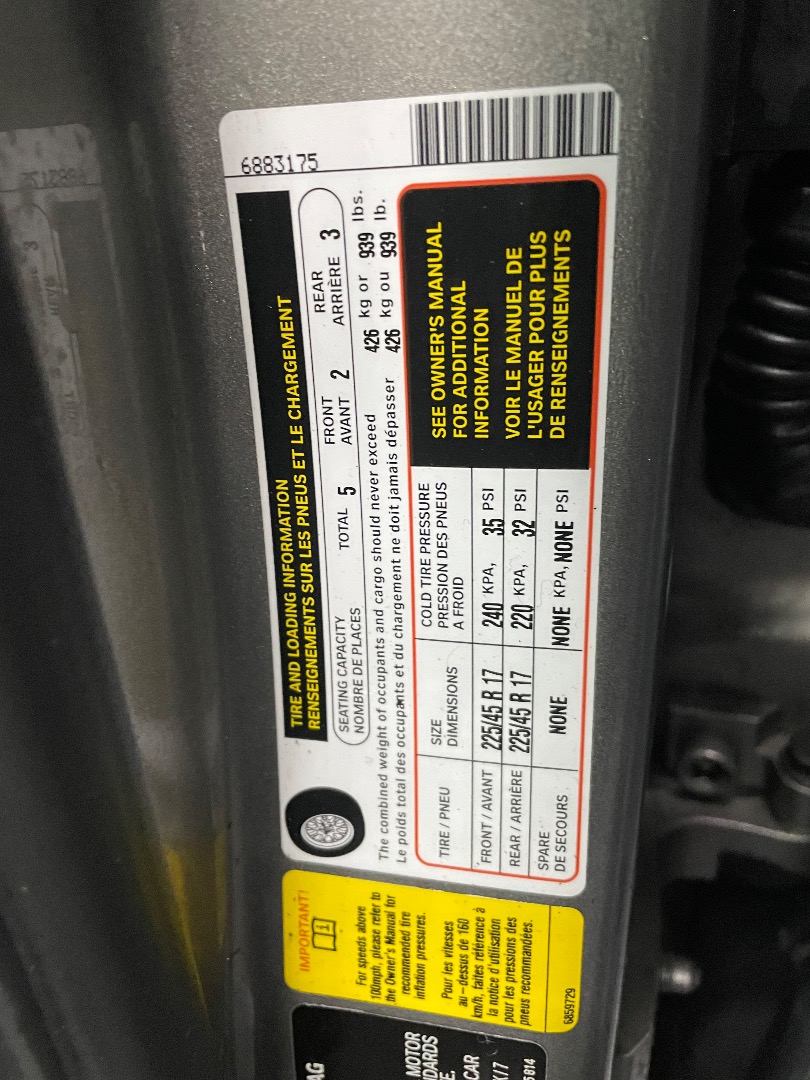 6883175
TIRE AND LOADING INFORMATION
RENSEIGNEMENTS SUR LES PNEUS ET LE CHARGEMENT
SEATING CAPACITY
NOMBRE DE PLACES
TOTAL 5
FRONT
AVANT 2
REAR
ARRIÈRE 3
The combined weight of occupants and cargo should never exceed 426 kg or 939 lbs.
Le poids total des occupants et du chargement ne doit jamais dépasser 426 kg ou 939 lb.
TIRE / PNEU
SIZE
DIMENSIONS
COLD TIRE PRESSURE
PRESSION DES PNEUS
A FROID
FRONT / AVANT 225/45 R 17 240 KPA, 35 PSI
REAR / ARRIÈRE 225/45 R 17 220 KPA, 32 PSI
SPARE
DE SECOURS NONE NONE KPA, NONE PSI
SEE OWNER'S MANUAL
FOR ADDITIONAL
INFORMATION
VOIR LE MANUEL DE
L'USAGER POUR PLUS
DE RENSEIGNEMENTS
IMPORTANT!
For speeds above
100mph, please refer to
the Owner's Manual for
recommended tire
inflation pressures.
Pour les vitesses
au-dessus de 160
km/h, faites référence à
la notice d'utilisation
pour les pressions des
pneus recommandées.
6859729
AG
MOTOR
NDARDS
E.
CAR
X/7
5814